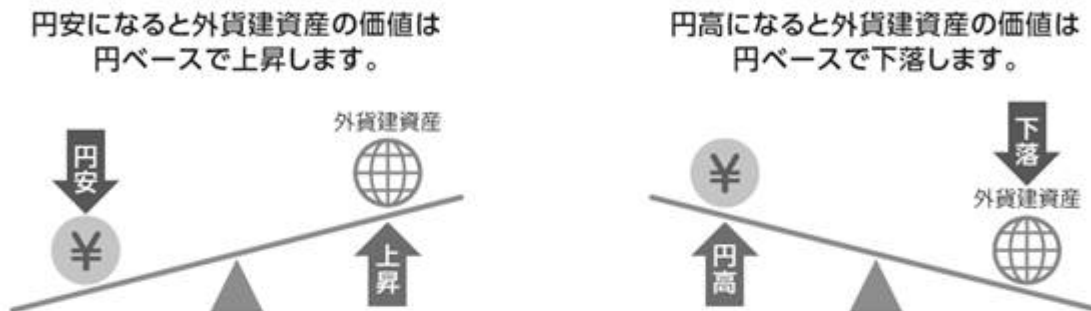 円安になると外貨建資産の価値は
円ベースで上昇します。
外貨建資産
円安
¥
上昇
円高になると外貨建資産の価値は
円ベースで下落します。
下落
¥
外貨建資産
円高